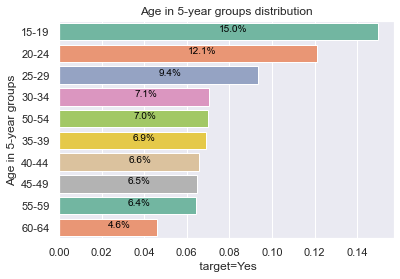 Age in 5-year groups distribution
Age in 5-year groups
15-19 15.0%
20-24 12.1%
25-29 9.4%
30-34 7.1%
50-54 7.0%
35-39 6.9%
40-44 6.6%
45-49 6.5%
55-59 6.4%
60-64 4.6%
0.00 0.02 0.04 0.06 0.08 0.10 0.12 0.14
target=Yes